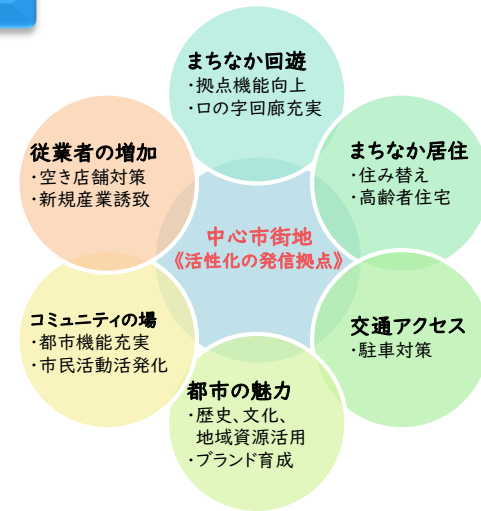 まちなか回遊
・拠点機能向上
・ロの字回廊充実
従業者の増加
・空き店舗対策
・新規産業誘致
まちなか居住
・住み替え
・高齢者住宅
中心市街地
《活性化の発信拠点》
コミュニティの場
・都市機能充実
・市民活動活発化
交通アクセス
・駐車対策
都市の魅力
・歴史、文化、
地域資源活用
・ブランド育成